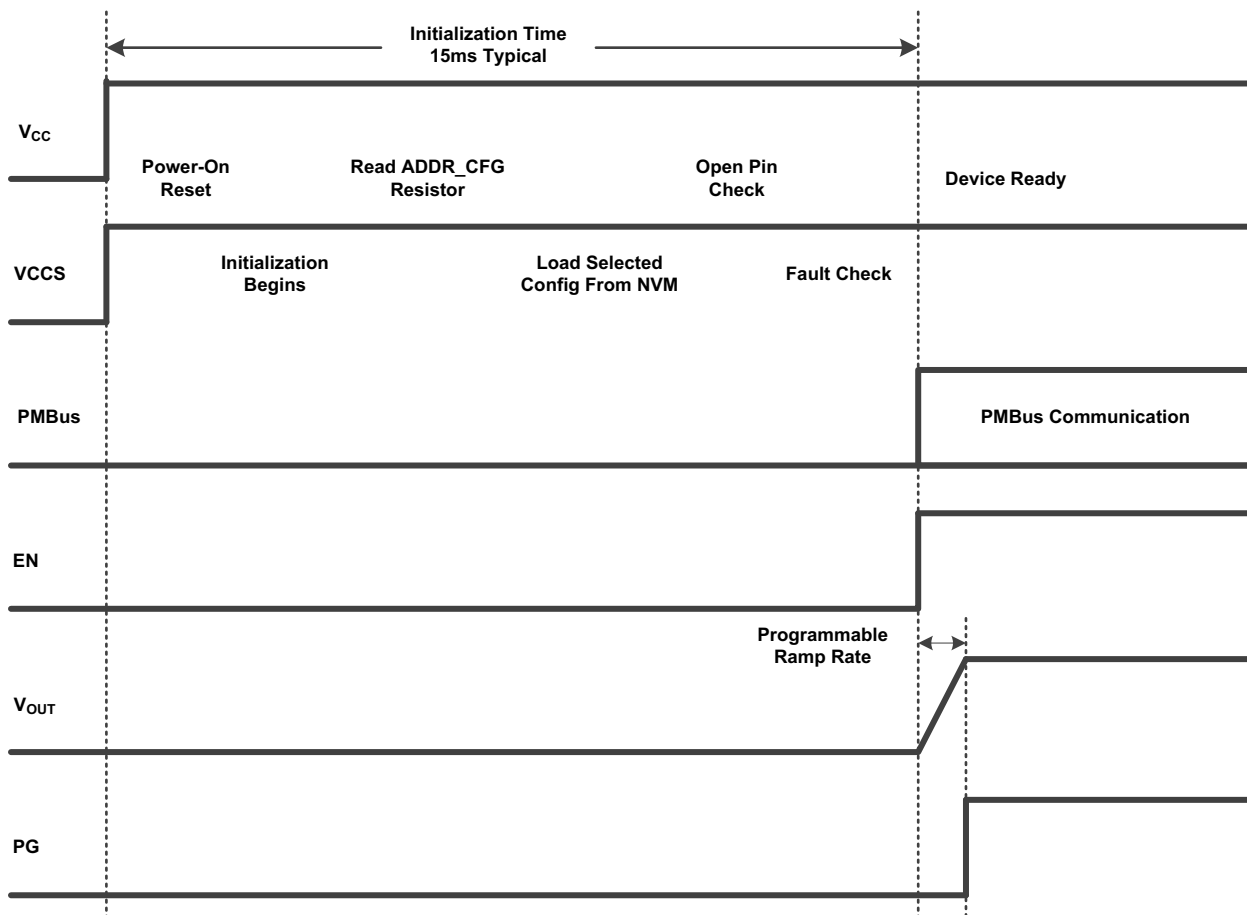 Initialization Time
15ms Typical
VCC
Power-On
Reset
Read ADDR_CFG
Resistor
Open Pin
Check
Device Ready
VCCS
Initialization
Begins
Load Selected
Config From NVM
Fault Check
PMBus
PMBus Communication
EN
Programmable
Ramp Rate
VOUT
PG